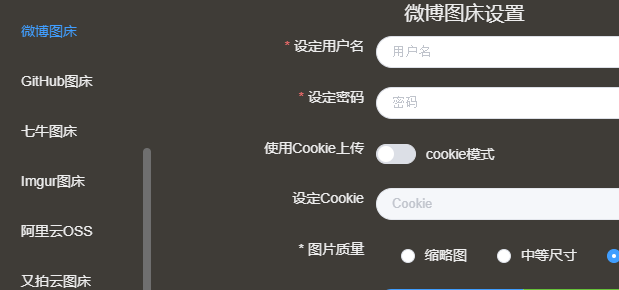 微博图床
GitHub图床
七牛图床
Imgur图床
阿里云OSS
又拍云图床
微博图床设置
* 设定用户名
用户名
* 设定密码
密码
使用Cookie上传
cookie模式
设定Cookie
Cookie
* 图片质量
缩略图
中等尺寸